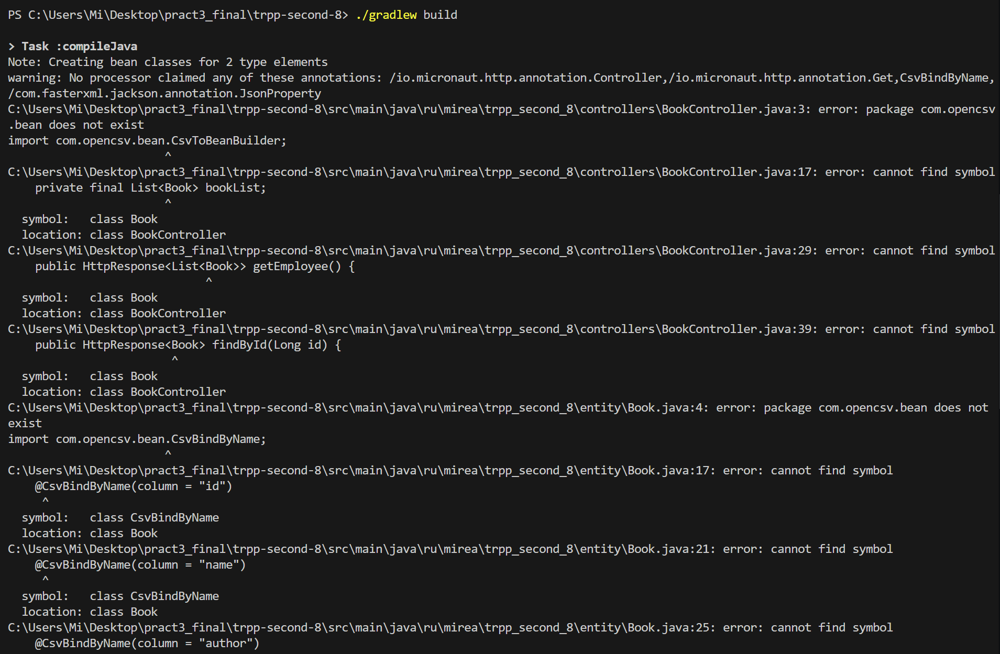 PS C:\Users\Mi\Desktop\pract3_final\trpp-second-8> ./gradlew build
> Task :compileJava
Note: Creating bean classes for 2 type elements
warning: No processor claimed any of these annotations: /io.micronaut.http.annotation.Controller,/io.micronaut.http.annotation.Get,CsvBindByName,
/com.fasterxml.jackson.annotation.JsonProperty
C:\Users\Mi\Desktop\pract3_final\trpp-second-8\src\main\java\ru\mirea\trpp_second_8\controllers\BookController.java:3: error: package com.opencsv
.bean does not exist
import com.opencsv.bean.CsvToBeanBuilder;
^
C:\Users\Mi\Desktop\pract3_final\trpp-second-8\src\main\java\ru\mirea\trpp_second_8\controllers\BookController.java:17: error: cannot find symbol
private final List<Book> bookList;
^
symbol:   class Book
location: class BookController
C:\Users\Mi\Desktop\pract3_final\trpp-second-8\src\main\java\ru\mirea\trpp_second_8\controllers\BookController.java:29: error: cannot find symbol
public HttpResponse<List<Book>> getEmployee() {
^
symbol:   class Book
location: class BookController
C:\Users\Mi\Desktop\pract3_final\trpp-second-8\src\main\java\ru\mirea\trpp_second_8\controllers\BookController.java:39: error: cannot find symbol
public HttpResponse<Book> findById(Long id) {
^
symbol:   class Book
location: class BookController
C:\Users\Mi\Desktop\pract3_final\trpp-second-8\src\main\java\ru\mirea\trpp_second_8\entity\Book.java:4: error: package com.opencsv.bean does not
exist
import com.opencsv.bean.CsvBindByName;
^
C:\Users\Mi\Desktop\pract3_final\trpp-second-8\src\main\java\ru\mirea\trpp_second_8\entity\Book.java:17: error: cannot find symbol
@CsvBindByName(column = "id")
^
symbol:   class CsvBindByName
location: class Book
C:\Users\Mi\Desktop\pract3_final\trpp-second-8\src\main\java\ru\mirea\trpp_second_8\entity\Book.java:21: error: cannot find symbol
@CsvBindByName(column = "name")
^
symbol:   class CsvBindByName
location: class Book
C:\Users\Mi\Desktop\pract3_final\trpp-second-8\src\main\java\ru\mirea\trpp_second_8\entity\Book.java:25: error: cannot find symbol
@CsvBindByName(column = "author")